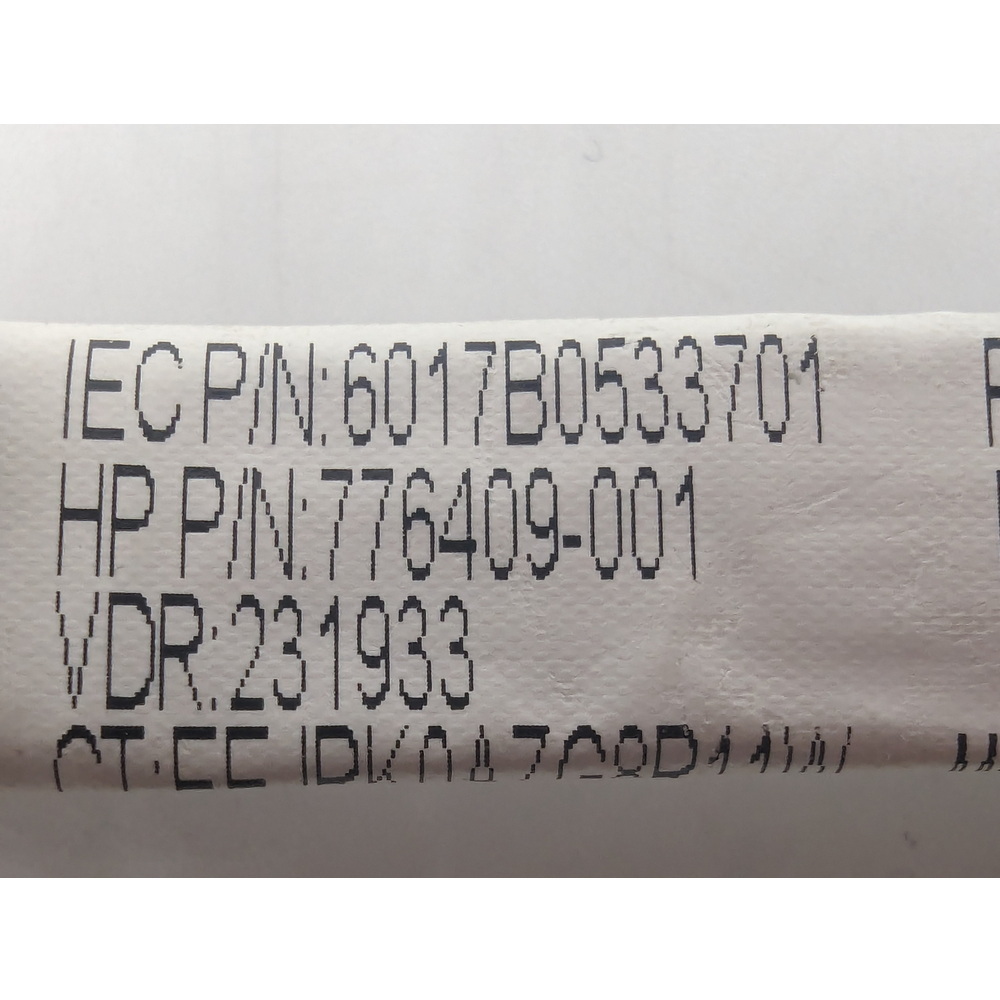 IEC P/N:6017B0533701
HP P/N:776409-001
VDR:231933